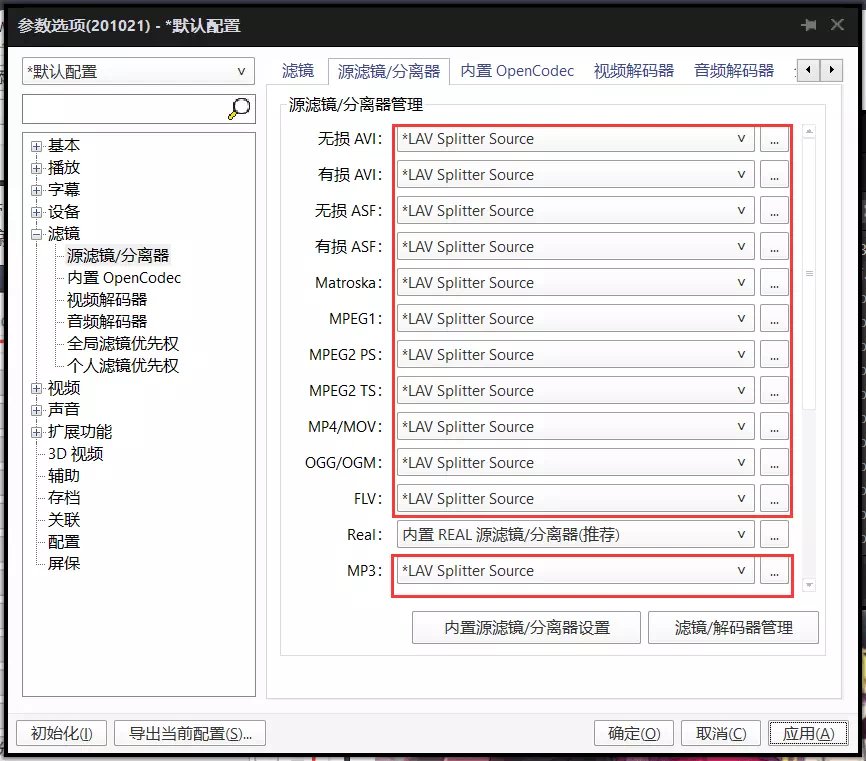 参数选项(201021) - *默认配置
*默认配置
滤镜 源滤镜/分离器 内置 OpenCodec 视频解码器 音频解码器
源滤镜/分离器管理
基本
播放
字幕
设备
滤镜
源滤镜/分离器
内置 OpenCodec
视频解码器
音频解码器
全局滤镜优先权
个人滤镜优先权
视频
声音
扩展功能
3D 视频
辅助
存档
关联
配置
屏保
无损 AVI: *LAV Splitter Source ...
有损 AVI: *LAV Splitter Source ...
无损 ASF: *LAV Splitter Source ...
有损 ASF: *LAV Splitter Source ...
Matroska: *LAV Splitter Source ...
MPEG1: *LAV Splitter Source ...
MPEG2 PS: *LAV Splitter Source ...
MPEG2 TS: *LAV Splitter Source ...
MP4/MOV: *LAV Splitter Source ...
OGG/OGM: *LAV Splitter Source ...
FLV: *LAV Splitter Source ...
Real: 内置 REAL 源滤镜/分离器(推荐) ...
MP3: *LAV Splitter Source ...
内置源滤镜/分离器设置 滤镜/解码器管理
初始化(I) 导出当前配置(S)... 确定(O) 取消(C) 应用(A)